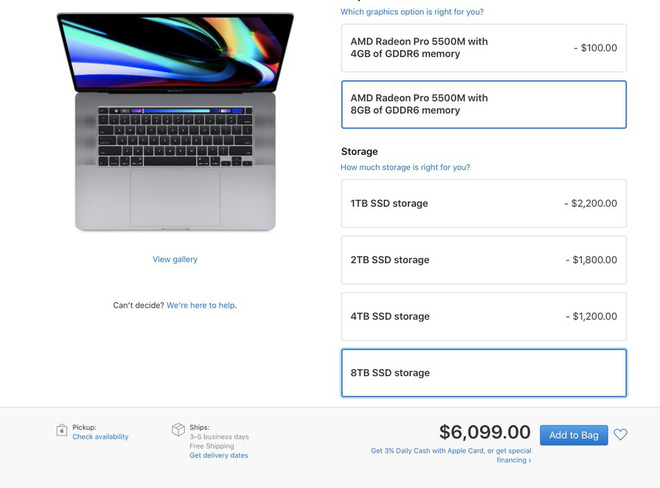 Which graphics option is right for you?
AMD Radeon Pro 5500M with
4GB of GDDR6 memory
- $100.00
AMD Radeon Pro 5500M with
8GB of GDDR6 memory
Storage
How much storage is right for you?
1TB SSD storage
- $2,200.00
2TB SSD storage
- $1,800.00
4TB SSD storage
- $1,200.00
8TB SSD storage
View gallery
Can't decide? We're here to help.
Pickup:
Check availability
Ships:
3–5 business days
Free Shipping
Get delivery dates
$6,099.00
Get 3% Daily Cash with Apple Card, or get special
financing ›
Add to Bag